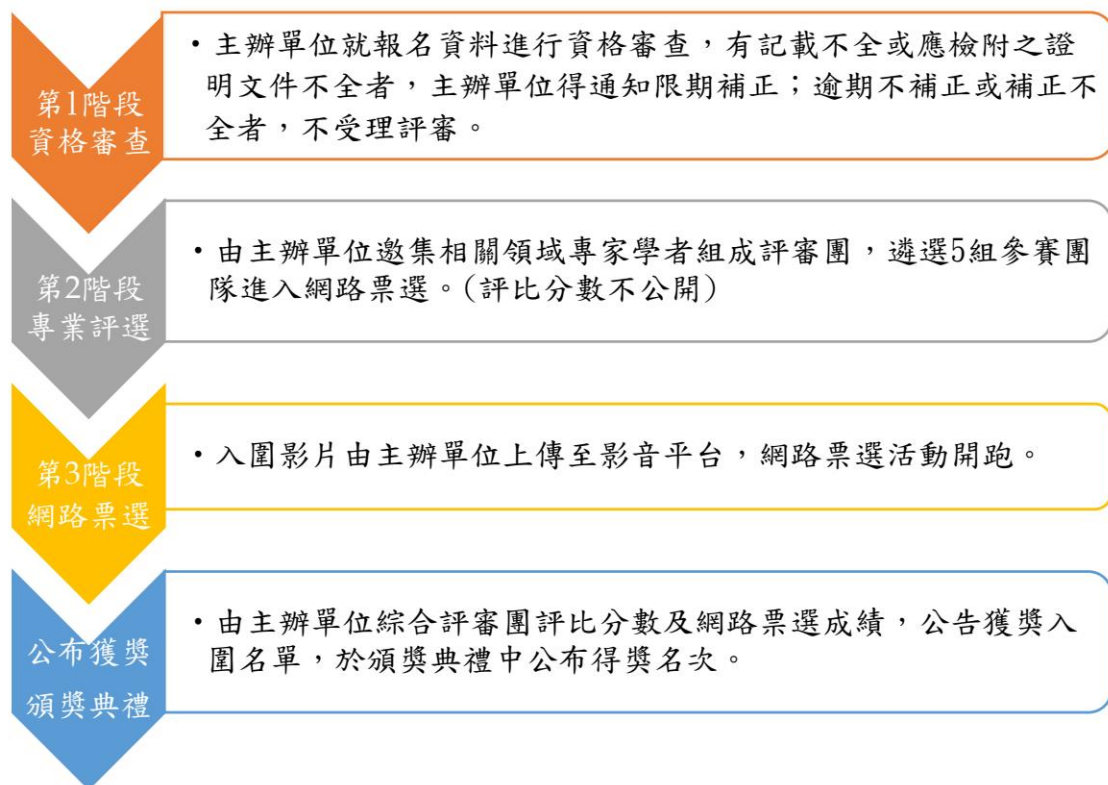 第1階段
資格審查
・主辦單位就報名資料進行資格審查，有記載不全或應檢附之證
明文件不全者，主辦單位得通知限期補正；逾期不補正或補正不
全者，不受理評審。
第2階段
專業評選
・由主辦單位邀集相關領域專家學者組成評審團，遴選5組參賽團
隊進入網路票選。(評比分數不公開)
第3階段
網路票選
・入圍影片由主辦單位上傳至影音平台，網路票選活動開跑。
公布獲獎
頒獎典禮
・由主辦單位綜合評審團評比分數及網路票選成績，公告獲獎入
圍名單，於頒獎典禮中公布得獎名次。